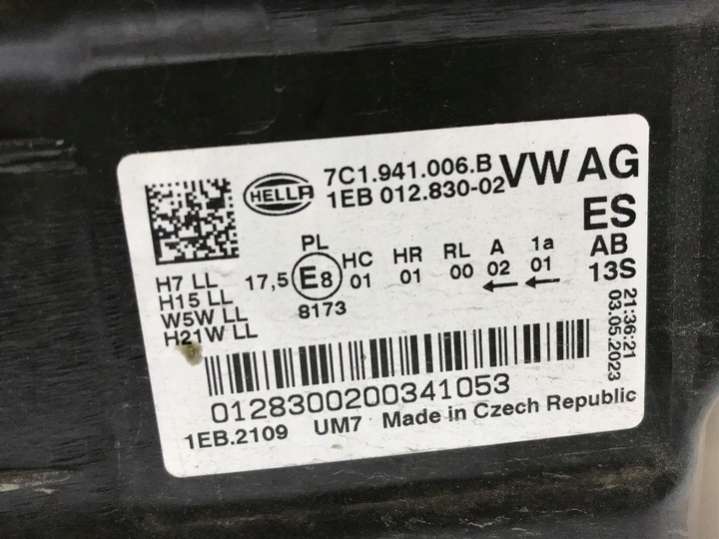 HELLA
7C1.941.006.B
1EB 012.830-02
VW AG
ES
AB
13S
PL
HC HR RL A 1a
17,5 E8 01 01 00 02 01
8173
H7 LL
H15 LL
W5W LL
H21W LL
21:36:21
03.05.2023
0128300200341053
1EB.2109 UM7 Made in Czech Republic